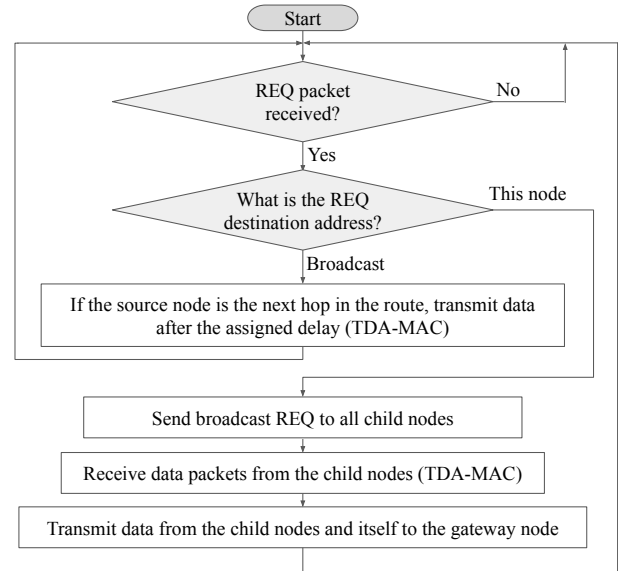 Start
REQ packet
received?
No
Yes
What is the REQ
destination address?
This node
Broadcast
If the source node is the next hop in the route, transmit data
after the assigned delay (TDA-MAC)
Send broadcast REQ to all child nodes
Receive data packets from the child nodes (TDA-MAC)
Transmit data from the child nodes and itself to the gateway node